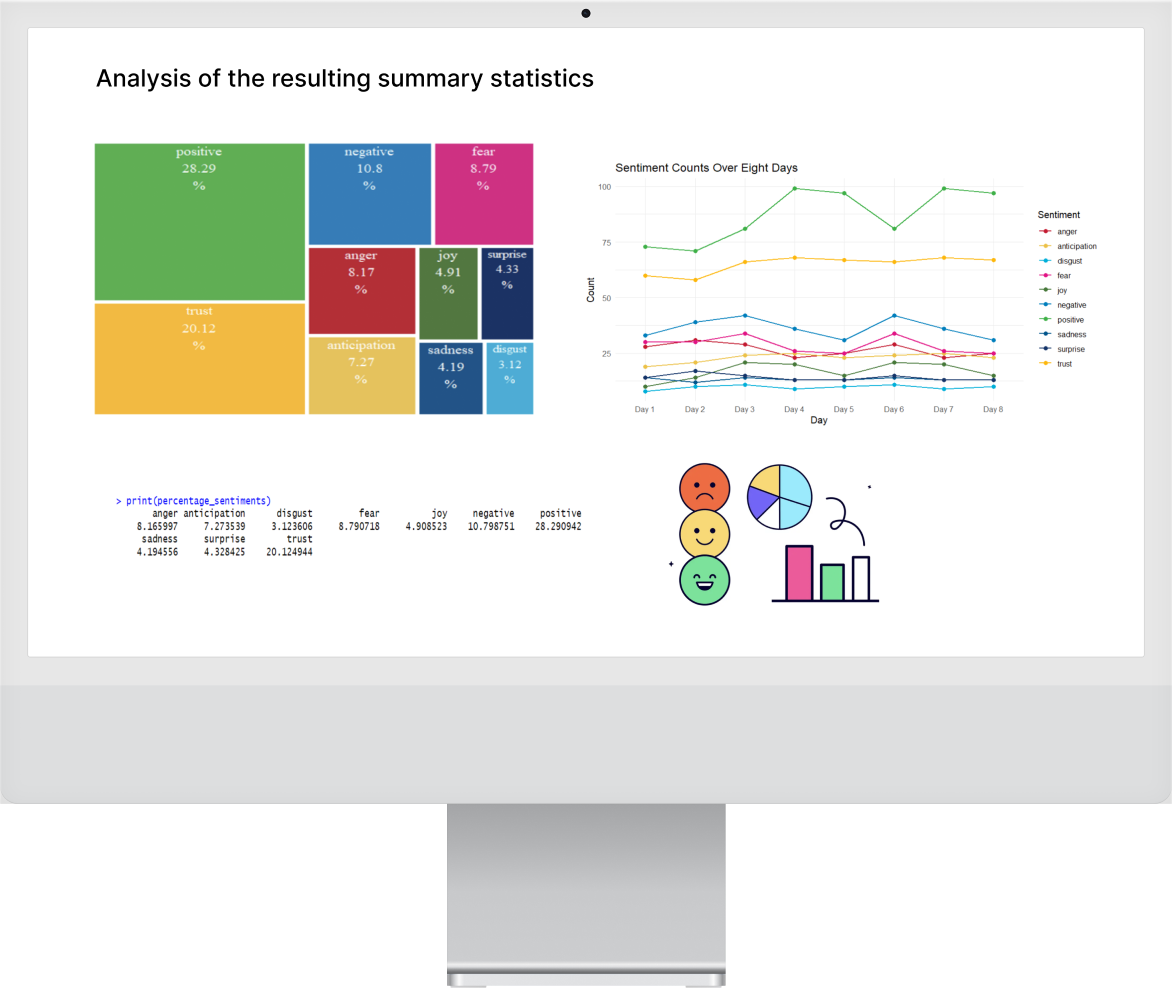 Analysis of the resulting summary statistics
positive
28.29
%
negative
10.8
%
fear
8.79
%
anger
8.17
%
joy
4.91
%
surprise
4.33
%
trust
20.12
%
anticipation
7.27
%
sadness
4.19
%
disgust
3.12
%
Sentiment Counts Over Eight Days
100
75
50
25
Count
Day 1 Day 2 Day 3 Day 4 Day 5 Day 6 Day 7 Day 8
Day
Sentiment
anger
anticipation
disgust
fear
joy
negative
positive
sadness
surprise
trust
> print(percentage_sentiments)
anger anticipation disgust fear joy negative positive
8.165997 7.273539 3.123606 8.790718 4.908523 10.798751 28.290942
sadness surprise trust
4.194556 4.328425 20.124944